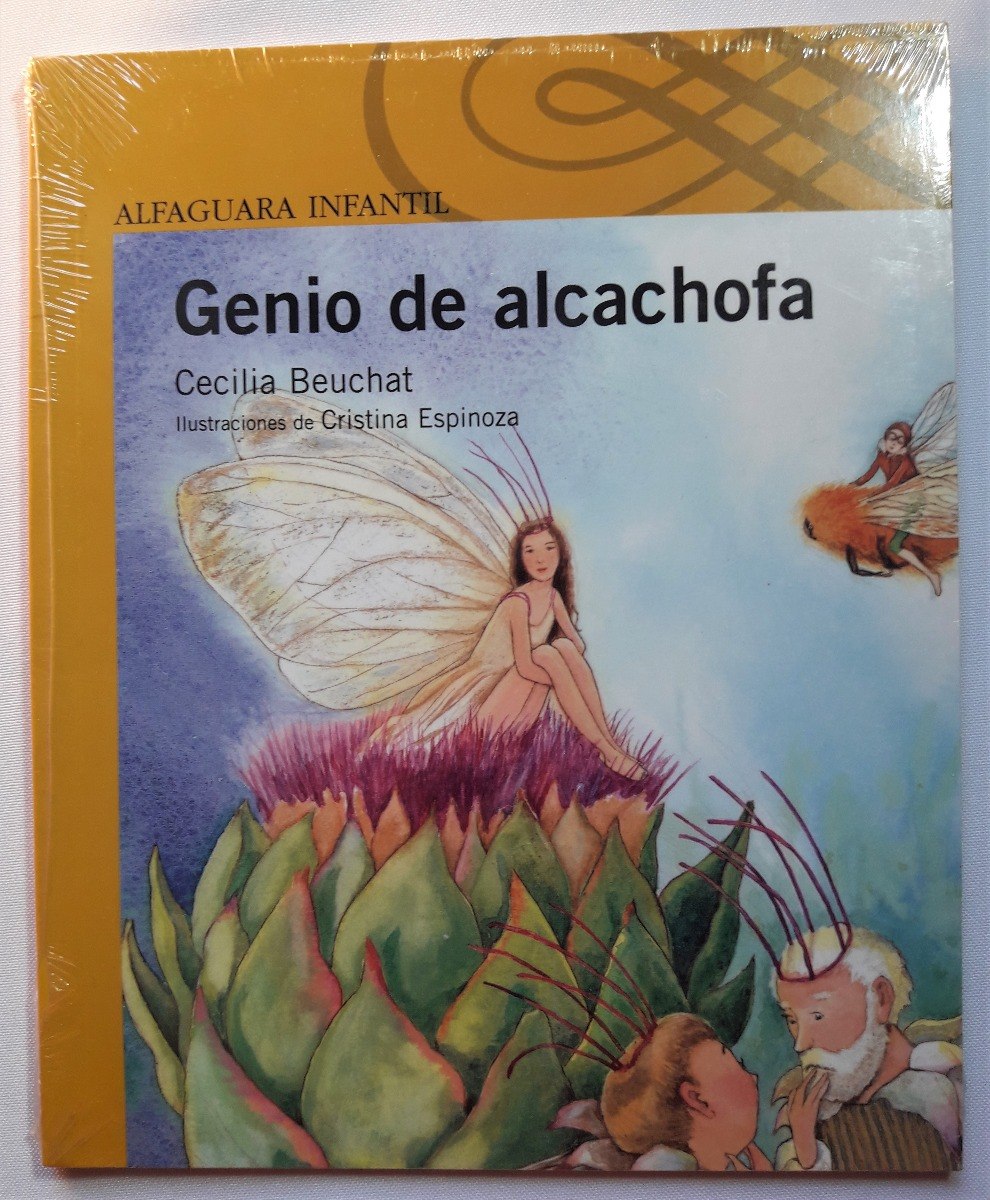 ALFAGUARA INFANTIL
Genio de alcachofa
Cecilia Beuchat
Ilustraciones de Cristina Espinoza